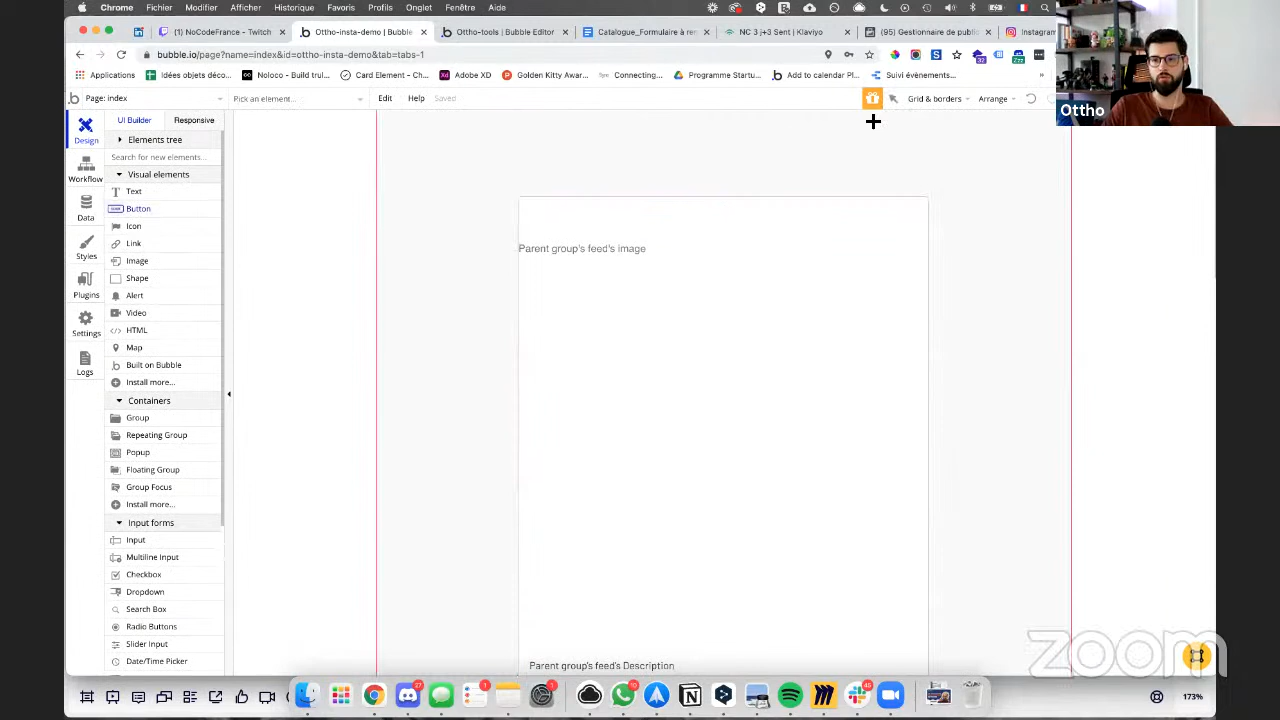 Chrome Fichier Modifier Afficher Historique Favoris Profils Onglet Fenêtre Aide
(1) NoCodeFrance - Twitch
Ottho-insta-demo | Bubble
Ottho-tools | Bubble Editor
Catalogue_Formulaire à re
NC 3 j+3 Sent | Klaviyo
(95) Gestionnaire de public
Instagram
bubble.io/page?name=index&id=ottho-insta-demo&tab=tabs-1
Applications
Idées objets déco...
Noloco - Build trul...
Card Element - Ch...
Adobe XD
Golden Kitty Awar...
Connecting...
Programme Startu...
Add to calendar Pl...
Suivi évènements...
»
Page: index
Pick an element...
Edit
Help
Saved
Grid & borders
Arrange
Ottho
Design
Workflow
Data
Styles
Plugins
Settings
Logs
UI Builder
Responsive
Elements tree
Search for new elements...
Visual elements
Text
Button
Icon
Link
Image
Shape
Alert
Video
HTML
Map
Built on Bubble
Install more...
Containers
Group
Repeating Group
Popup
Floating Group
Group Focus
Install more...
Input forms
Input
Multiline Input
Checkbox
Dropdown
Search Box
Radio Buttons
Slider Input
Date/Time Picker
Parent group's feed's image
Parent group's feed's Description
zoom
173%